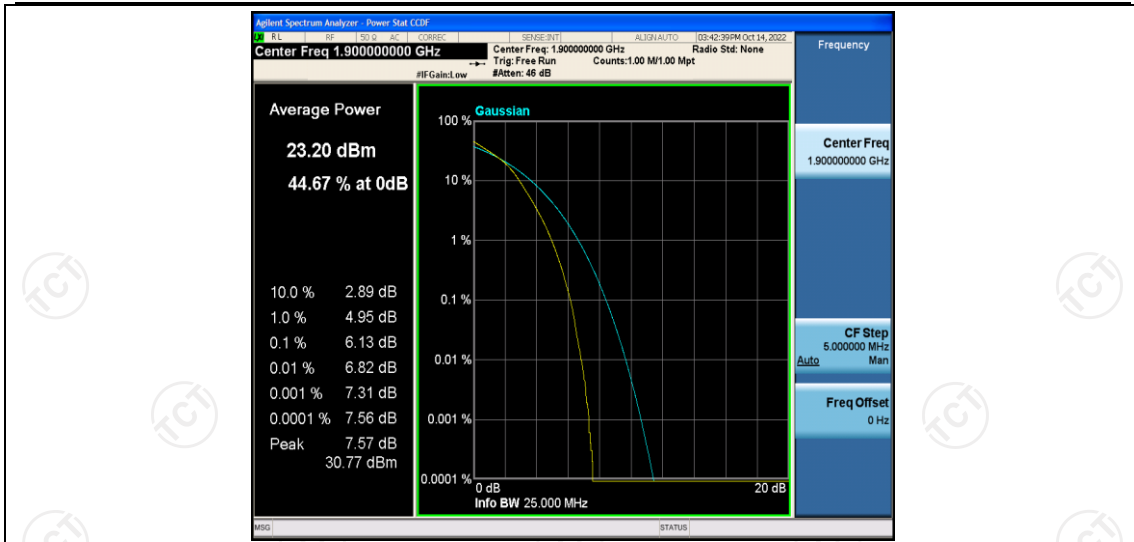 Agilent Spectrum Analyzer - Power Stat CCDF
LXI RL RF 50 Ω AC CORREC SENSE:INT ALIGN AUTO 03:42:39PM Oct 14, 2022
Center Freq 1.900000000 GHz
Center Freq: 1.900000000 GHz Radio Std: None
Trig: Free Run Counts:1.00 M/1.00 Mpt
#IFGain:Low #Atten: 46 dB
Frequency
Average Power
23.20 dBm
44.67 % at 0dB
10.0 % 2.89 dB
1.0 % 4.95 dB
0.1 % 6.13 dB
0.01 % 6.82 dB
0.001 % 7.31 dB
0.0001 % 7.56 dB
Peak 7.57 dB
30.77 dBm
Gaussian
100 %
10 %
1 %
0.1 %
0.01 %
0.001 %
0.0001 %
0 dB 20 dB
Info BW 25.000 MHz
Center Freq
1.900000000 GHz
CF Step
5.000000 MHz
Auto Man
Freq Offset
0 Hz
MSG STATUS
TCT
TCT
TCT
TCT
TCT
TCT